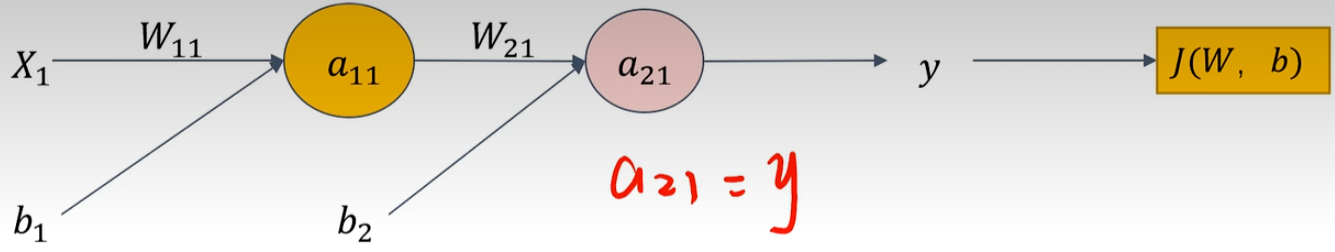 W₁₁ W₂₁
X₁ a₁₁ a₂₁ y J(W, b)
a₂₁ = y
b₁ b₂